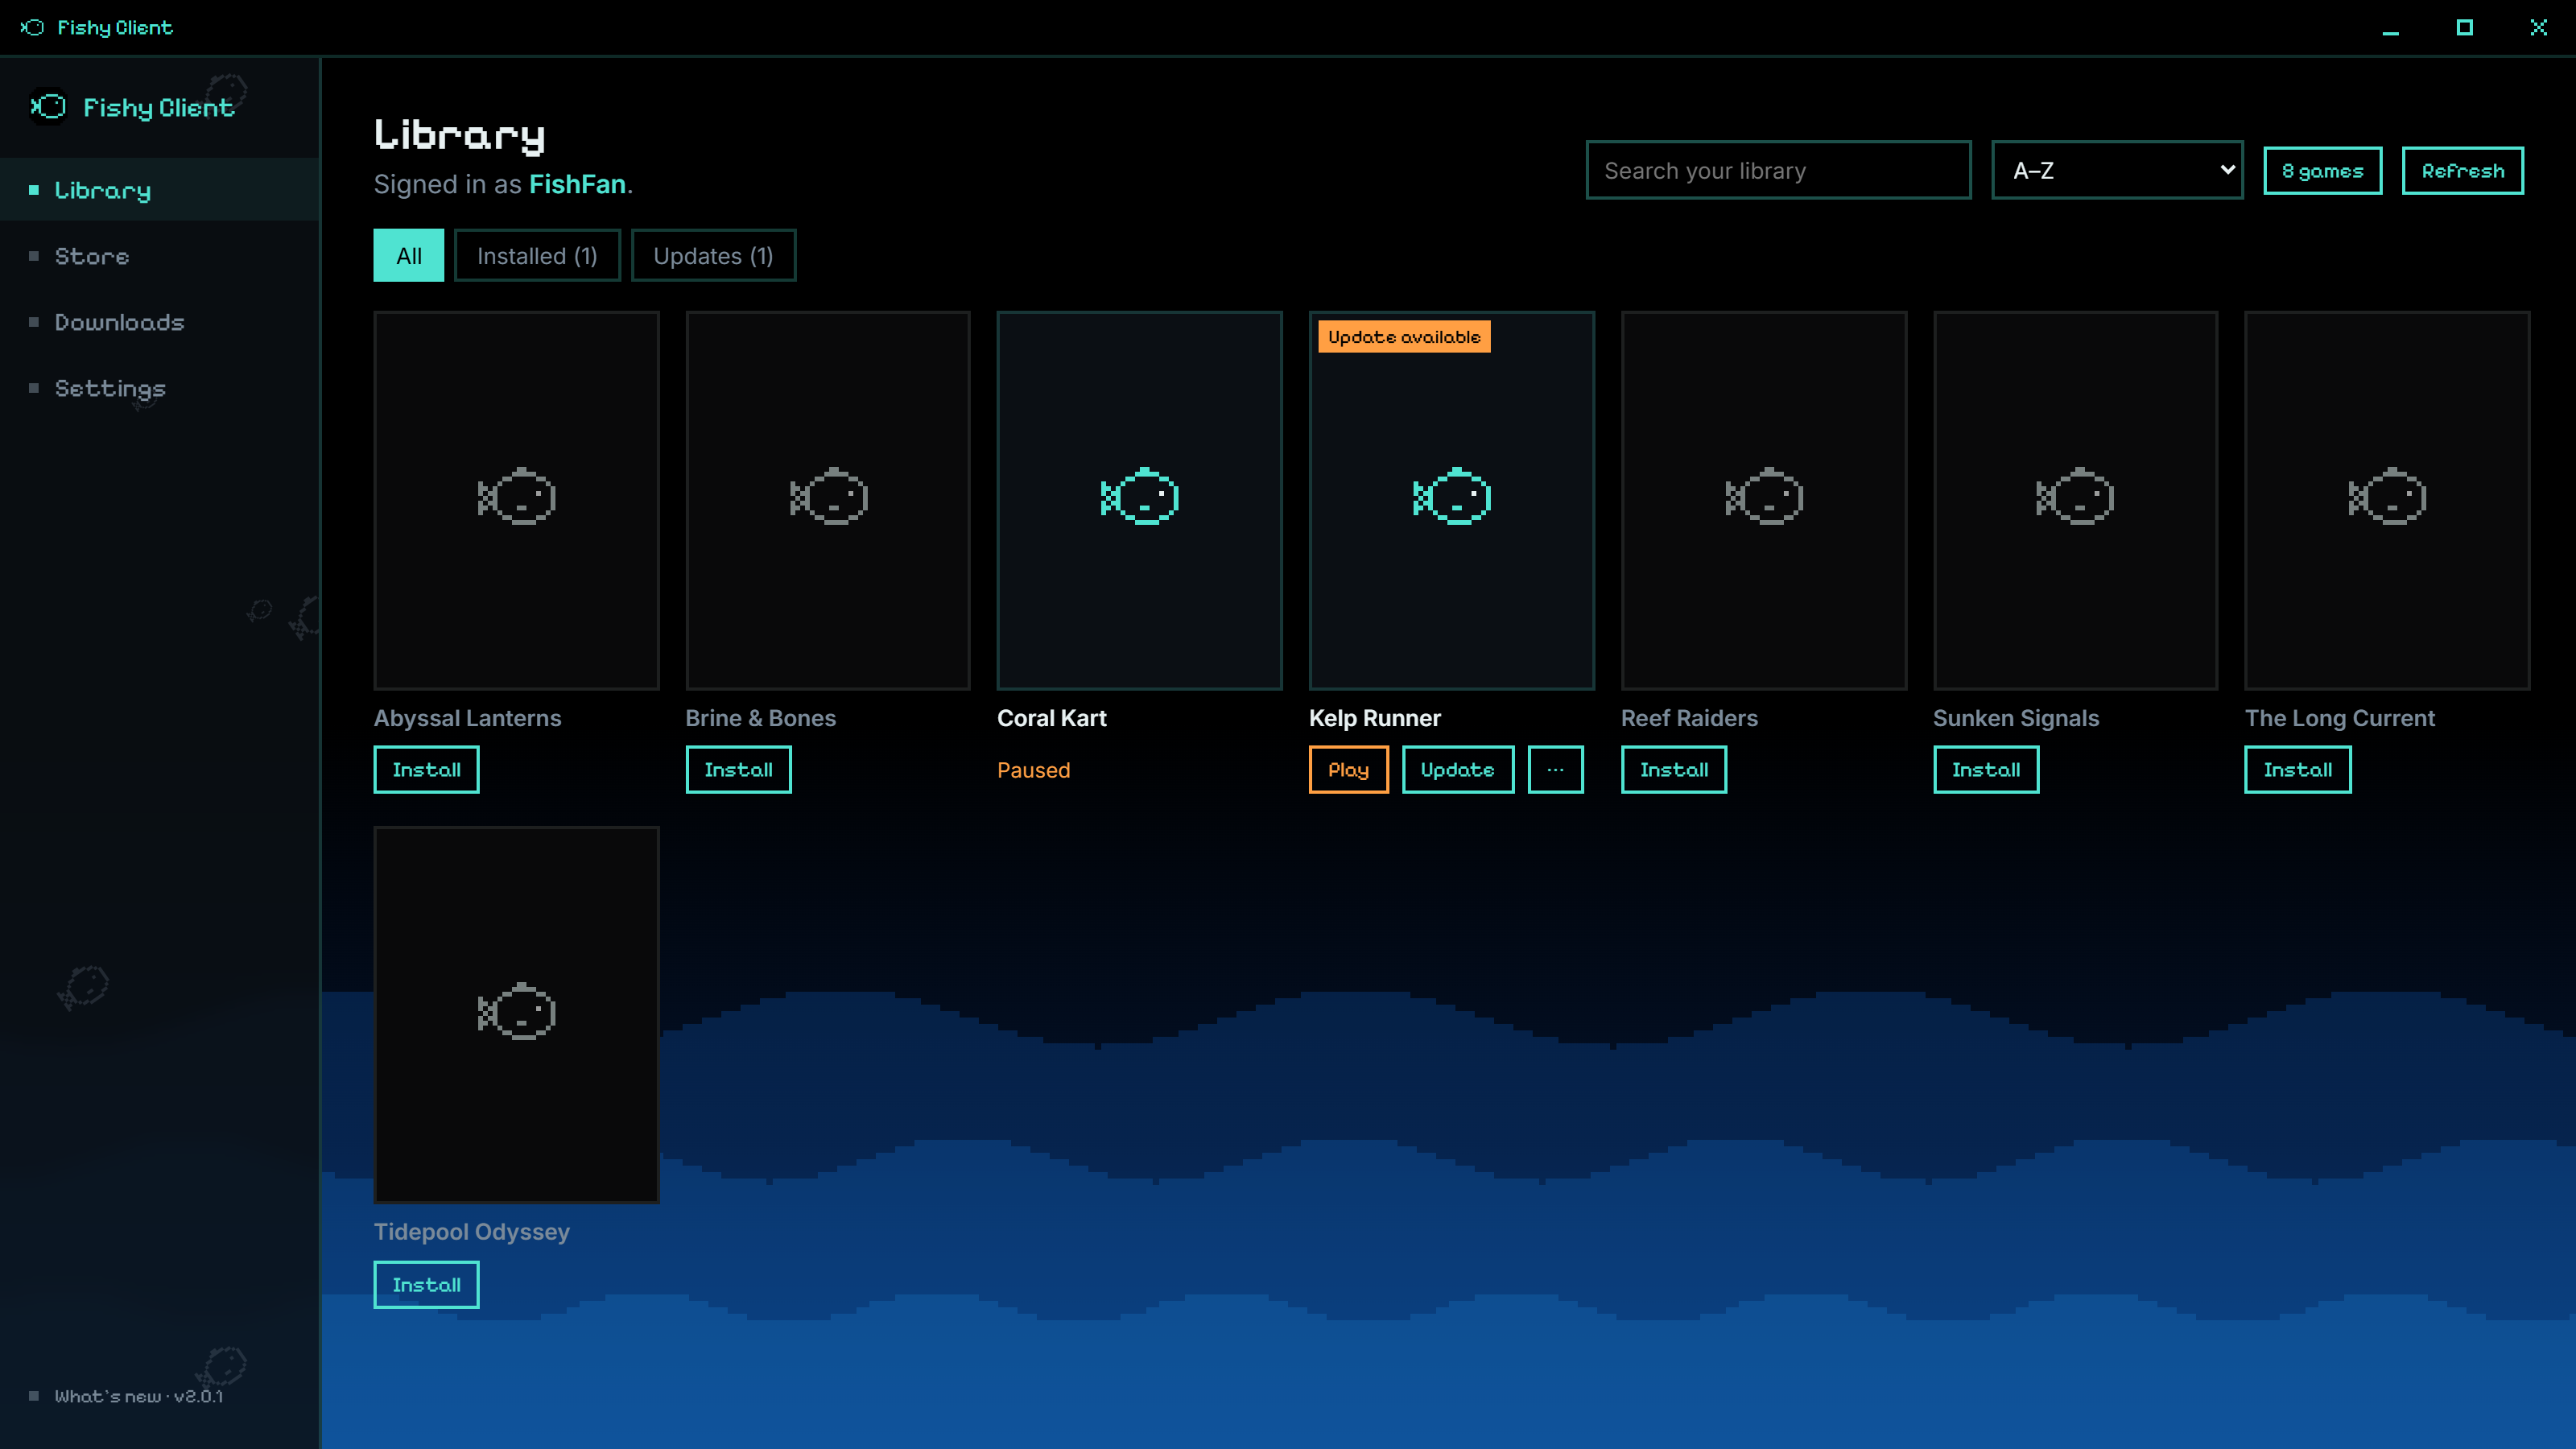 Fishy Client
Fishy Client
Library
Store
Downloads
Settings
What's new · v2.0.1
Library
Signed in as FishFan.
Search your library
A–Z
8 games
Refresh
All
Installed (1)
Updates (1)
Update available
Abyssal Lanterns
Install
Brine & Bones
Install
Coral Kart
Paused
Kelp Runner
Play
Update
...
Reef Raiders
Install
Sunken Signals
Install
The Long Current
Install
Tidepool Odyssey
Install